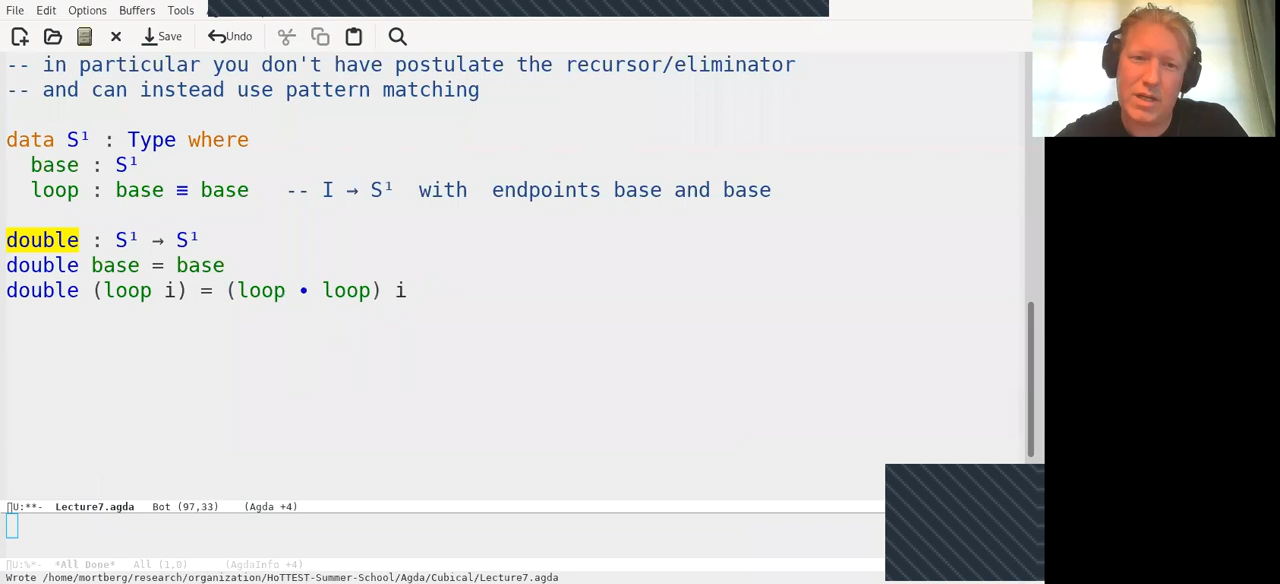 File Edit Options Buffers Tools
Save Undo
-- in particular you don't have postulate the recursor/eliminator
-- and can instead use pattern matching
data S¹ : Type where
base : S¹
loop : base ≡ base -- I → S¹ with endpoints base and base
double : S¹ → S¹
double base = base
double (loop i) = (loop • loop) i
U:**- Lecture7.agda Bot (97,33) (Agda +4)
U:%*- *All Done* All (1,0) (AgdaInfo +4)
Wrote /home/mortberg/research/organization/HoTTEST-Summer-School/Agda/Cubical/Lecture7.agda